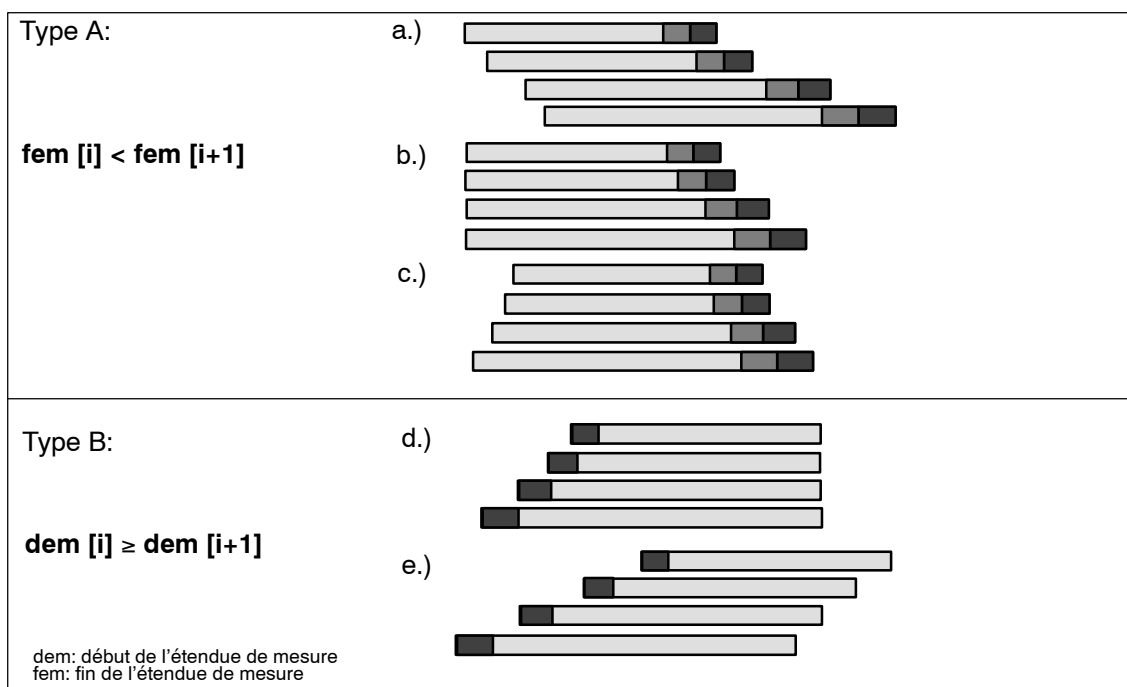 Type A:
a.)
fem [i] < fem [i+1]
b.)
c.)
Type B:
d.)
dem [i] ≥ dem [i+1]
e.)
dem: début de l'étendue de mesure
fem: fin de l'étendue de mesure